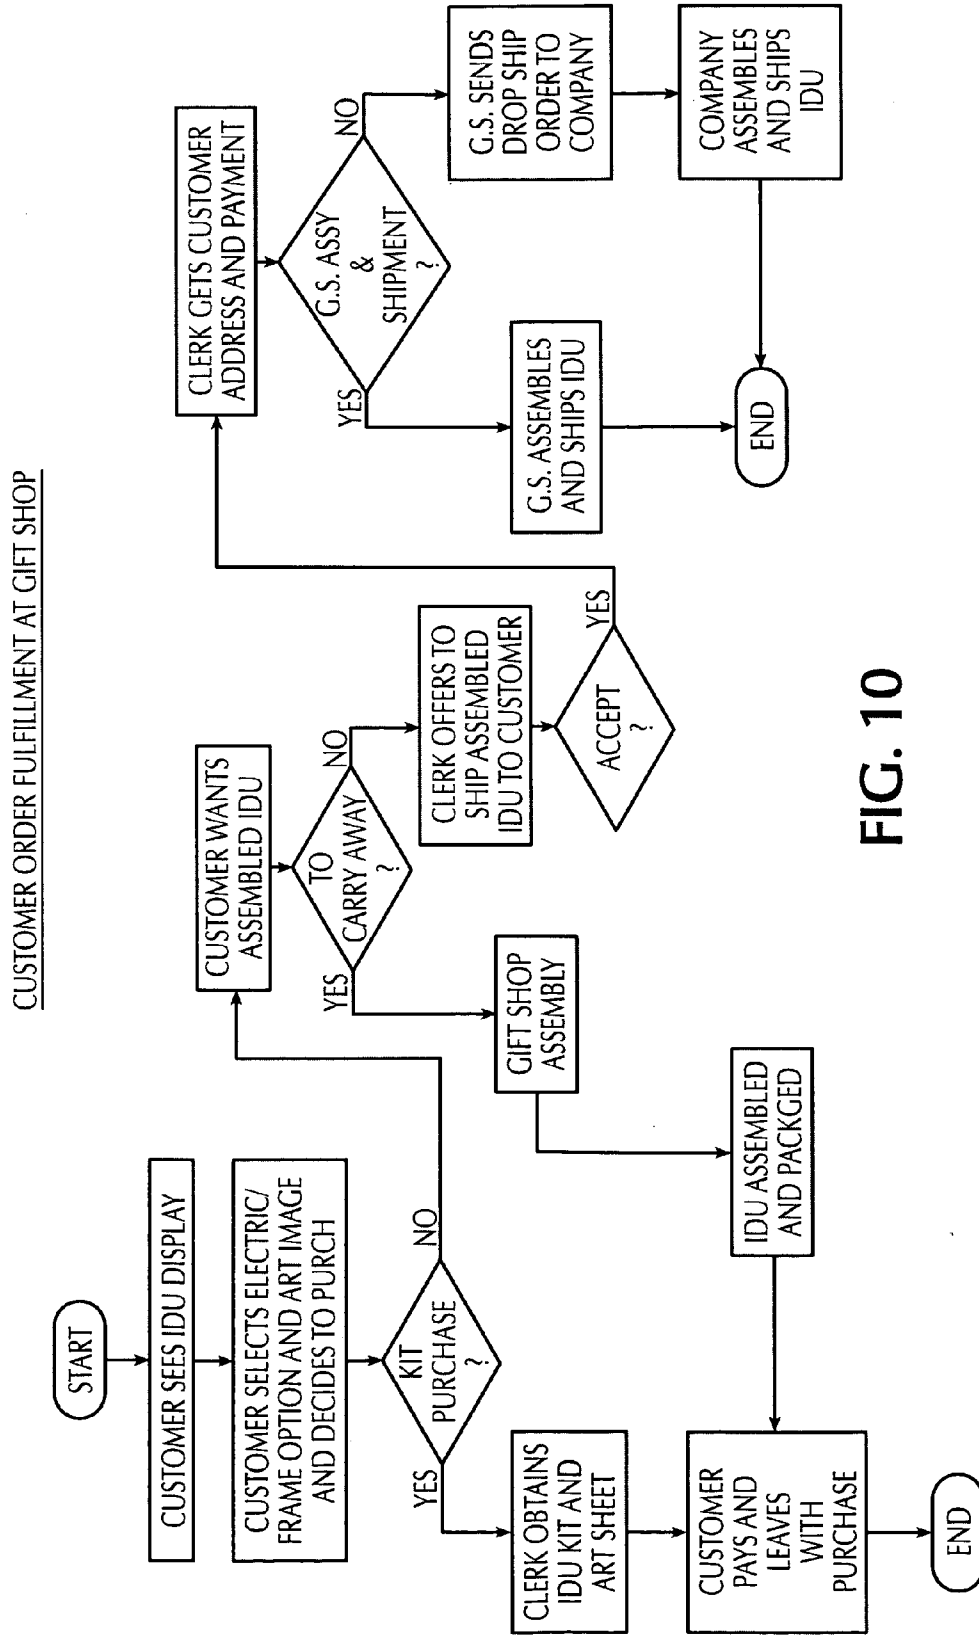 CUSTOMER ORDER FULFILLMENT AT GIFT SHOP
START
CUSTOMER SEES IDU DISPLAY
CUSTOMER SELECTS ELECTRIC/
FRAME OPTION AND ART IMAGE
AND DECIDES TO PURCH
KIT
PURCHASE
?
YES
NO
CLERK OBTAINS
IDU KIT AND
ART SHEET
CUSTOMER
PAYS AND
LEAVES
WITH
PURCHASE
END
CUSTOMER WANTS
ASSEMBLED IDU
TO
CARRY AWAY
?
YES
NO
GIFT SHOP
ASSEMBLY
IDU ASSEMBLED
AND PACKGED
CLERK OFFERS TO
SHIP ASSEMBLED
IDU TO CUSTOMER
ACCEPT
?
YES
CLERK GETS CUSTOMER
ADDRESS AND PAYMENT
G.S. ASSY
&
SHIPMENT
?
YES
NO
G.S. ASSEMBLES
AND SHIPS IDU
G.S. SENDS
DROP SHIP
ORDER TO
COMPANY
COMPANY
ASSEMBLES
AND SHIPS
IDU
END
FIG. 10